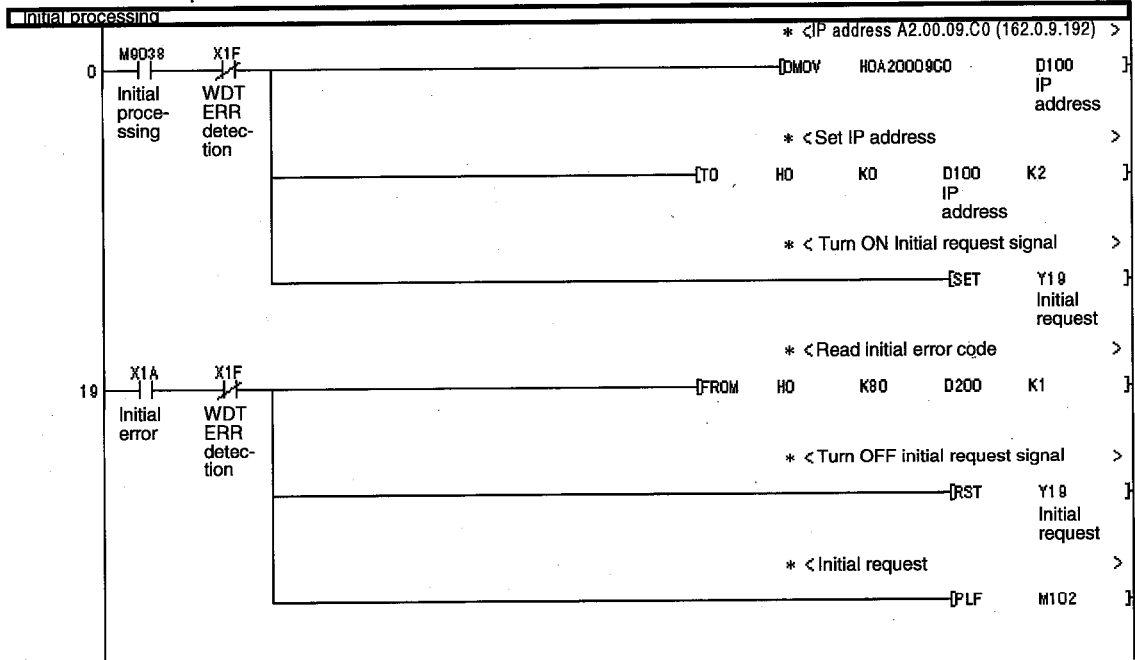 Initial processing
* <IP address A2.00.09.C0 (162.0.9.192) >
0 M9038 X1F [DMOV H0A20009C0 D100 ]
Initial proce- ssing WDT ERR detec- tion IP address
* <Set IP address >
[TO H0 K0 D100 K2 ]
IP address
* < Turn ON Initial request signal >
[SET Y19 ]
Initial request
* <Read initial error code >
19 X1A X1F [FROM H0 K80 D200 K1 ]
Initial error WDT ERR detec- tion
* <Turn OFF initial request signal >
[RST Y19 ]
Initial request
* <Initial request >
[PLF M102 ]